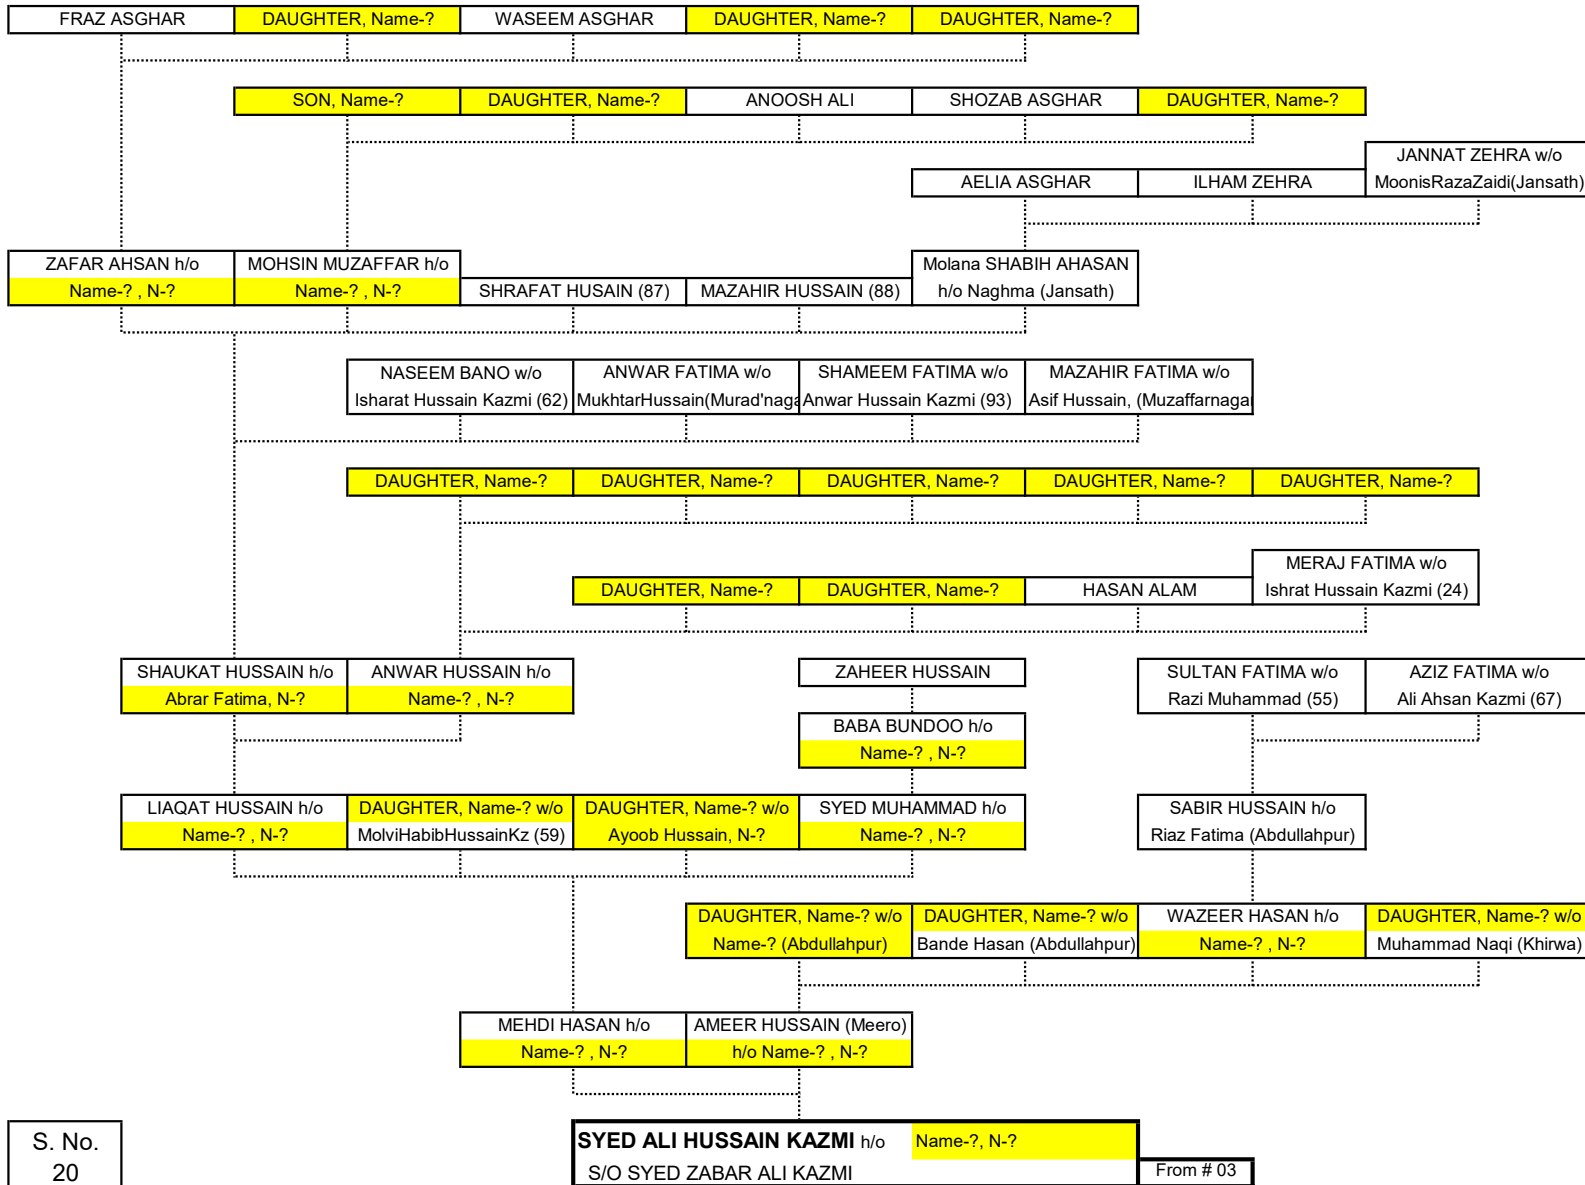 FRAZ ASGHAR
DAUGHTER, Name-?
WASEEM ASGHAR
DAUGHTER, Name-?
DAUGHTER, Name-?
SON, Name-?
DAUGHTER, Name-?
ANOOSH ALI
SHOZAB ASGHAR
DAUGHTER, Name-?
AELIA ASGHAR
ILHAM ZEHRA
JANNAT ZEHRA w/o
MoonisRazaZaidi(Jansath)
ZAFAR AHSAN h/o
Name-? , N-?
MOHSIN MUZAFFAR h/o
Name-? , N-?
SHRAFAT HUSAIN (87)
MAZAHIR HUSSAIN (88)
Molana SHABIH AHASAN
h/o Naghma (Jansath)
NASEEM BANO w/o
Isharat Hussain Kazmi (62)
ANWAR FATIMA w/o
MukhtarHussain(Murad'naga
SHAMEEM FATIMA w/o
Anwar Hussain Kazmi (93)
MAZAHIR FATIMA w/o
Asif Hussain, (Muzaffarnaga
DAUGHTER, Name-?
DAUGHTER, Name-?
DAUGHTER, Name-?
DAUGHTER, Name-?
DAUGHTER, Name-?
DAUGHTER, Name-?
DAUGHTER, Name-?
HASAN ALAM
MERAJ FATIMA w/o
Ishrat Hussain Kazmi (24)
SHAUKAT HUSSAIN h/o
Abrar Fatima, N-?
ANWAR HUSSAIN h/o
Name-? , N-?
ZAHEER HUSSAIN
SULTAN FATIMA w/o
Razi Muhammad (55)
AZIZ FATIMA w/o
Ali Ahsan Kazmi (67)
BABA BUNDOO h/o
Name-? , N-?
LIAQAT HUSSAIN h/o
Name-? , N-?
DAUGHTER, Name-? w/o
MolviHabibHussainKz (59)
DAUGHTER, Name-? w/o
Ayoob Hussain, N-?
SYED MUHAMMAD h/o
Name-? , N-?
SABIR HUSSAIN h/o
Riaz Fatima (Abdullahpur)
DAUGHTER, Name-? w/o
Name-? (Abdullahpur)
DAUGHTER, Name-? w/o
Bande Hasan (Abdullahpur)
WAZEER HASAN h/o
Name-? , N-?
DAUGHTER, Name-? w/o
Muhammad Naqi (Khirwa)
MEHDI HASAN h/o
Name-? , N-?
AMEER HUSSAIN (Meero)
h/o Name-? , N-?
S. No.
20
SYED ALI HUSSAIN KAZMI h/o Name-?, N-?
S/O SYED ZABAR ALI KAZMI
From # 03